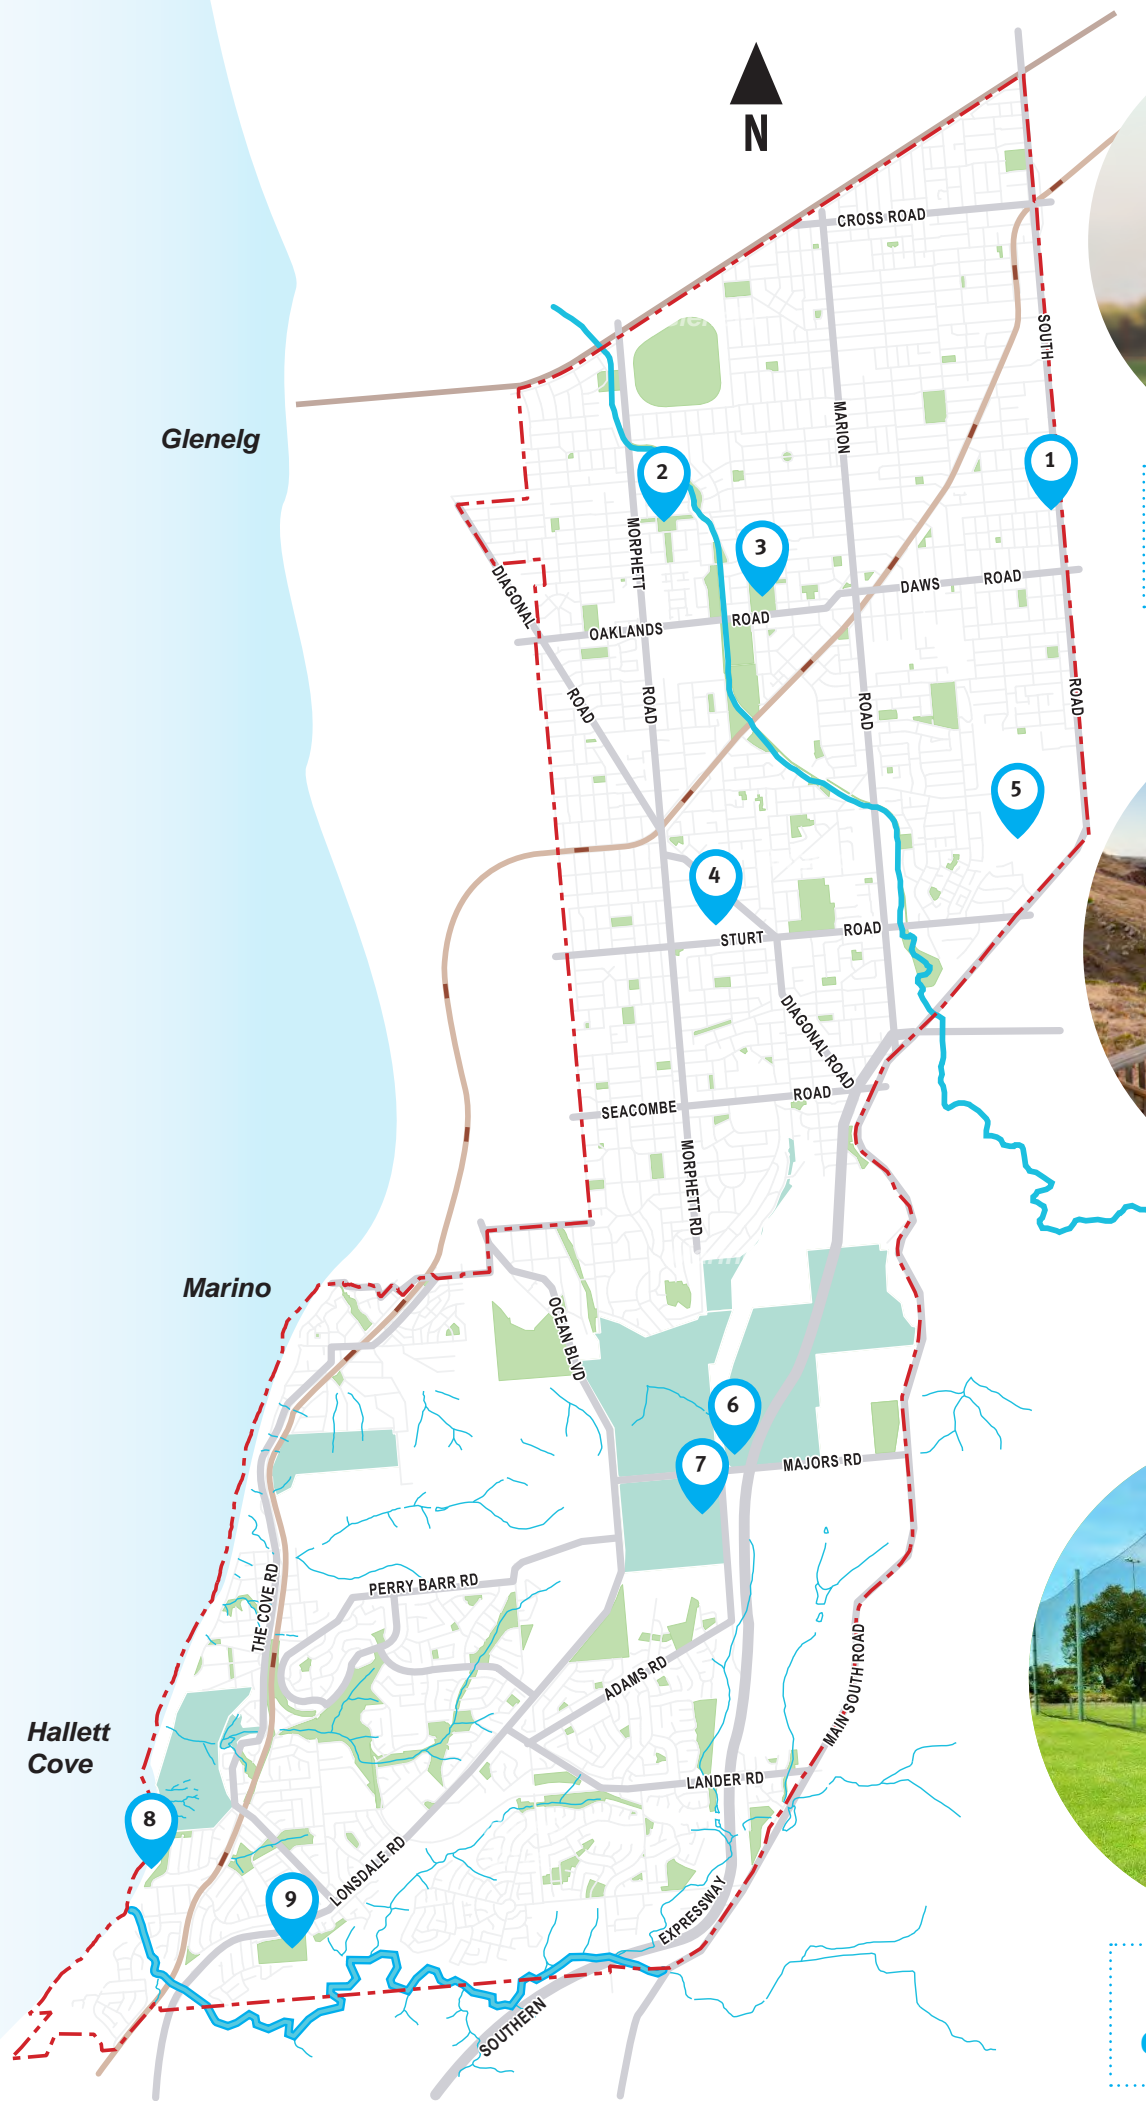 N
CROSS ROAD
SOUTH
Glenelg
MARION
1
2
3
MORPHETT
DIAGONAL
DAWS
ROAD
OAKLANDS
ROAD
ROAD
ROAD
ROAD
ROAD
5
4
STURT
ROAD
DIAGONAL ROAD
SEACOMBE
ROAD
MORPHETT RD
Marino
OCEAN BLVD
6
7
MAJORS RD
THE COVE RD
PERRY BARR RD
ADAMS RD
MAIN SOUTH ROAD
Hallett
Cove
LANDER RD
8
LONSDALE RD
9
EXPRESSWAY
SOUTHERN